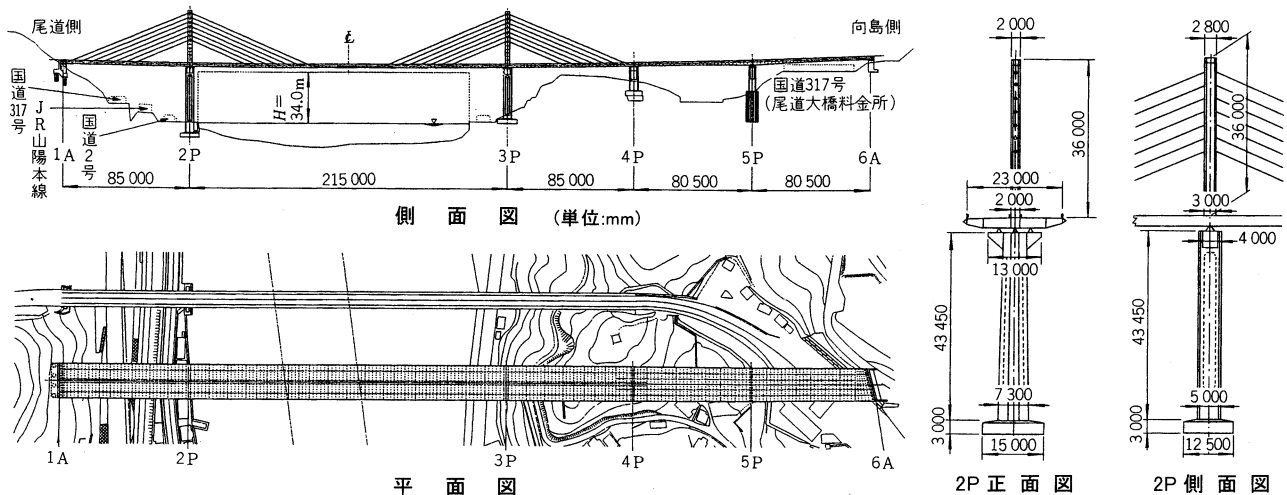 尾道側
℄
向島側
国道317号
JR山陽本線
国道2号
H=34.0m
国道317号
(尾道大橋料金所)
1A
2P
3P
4P
5P
6A
85 000
215 000
85 000
80 500
80 500
側面図 (単位:mm)
1A
2P
3P
4P
5P
6A
平面図
2 000
36 000
23 000
2 000
13 000
43 450
7 300
3 000
15 000
2P正面図
2 800
36 000
3 000
4 000
43 450
5 000
3 000
12 500
2P側面図